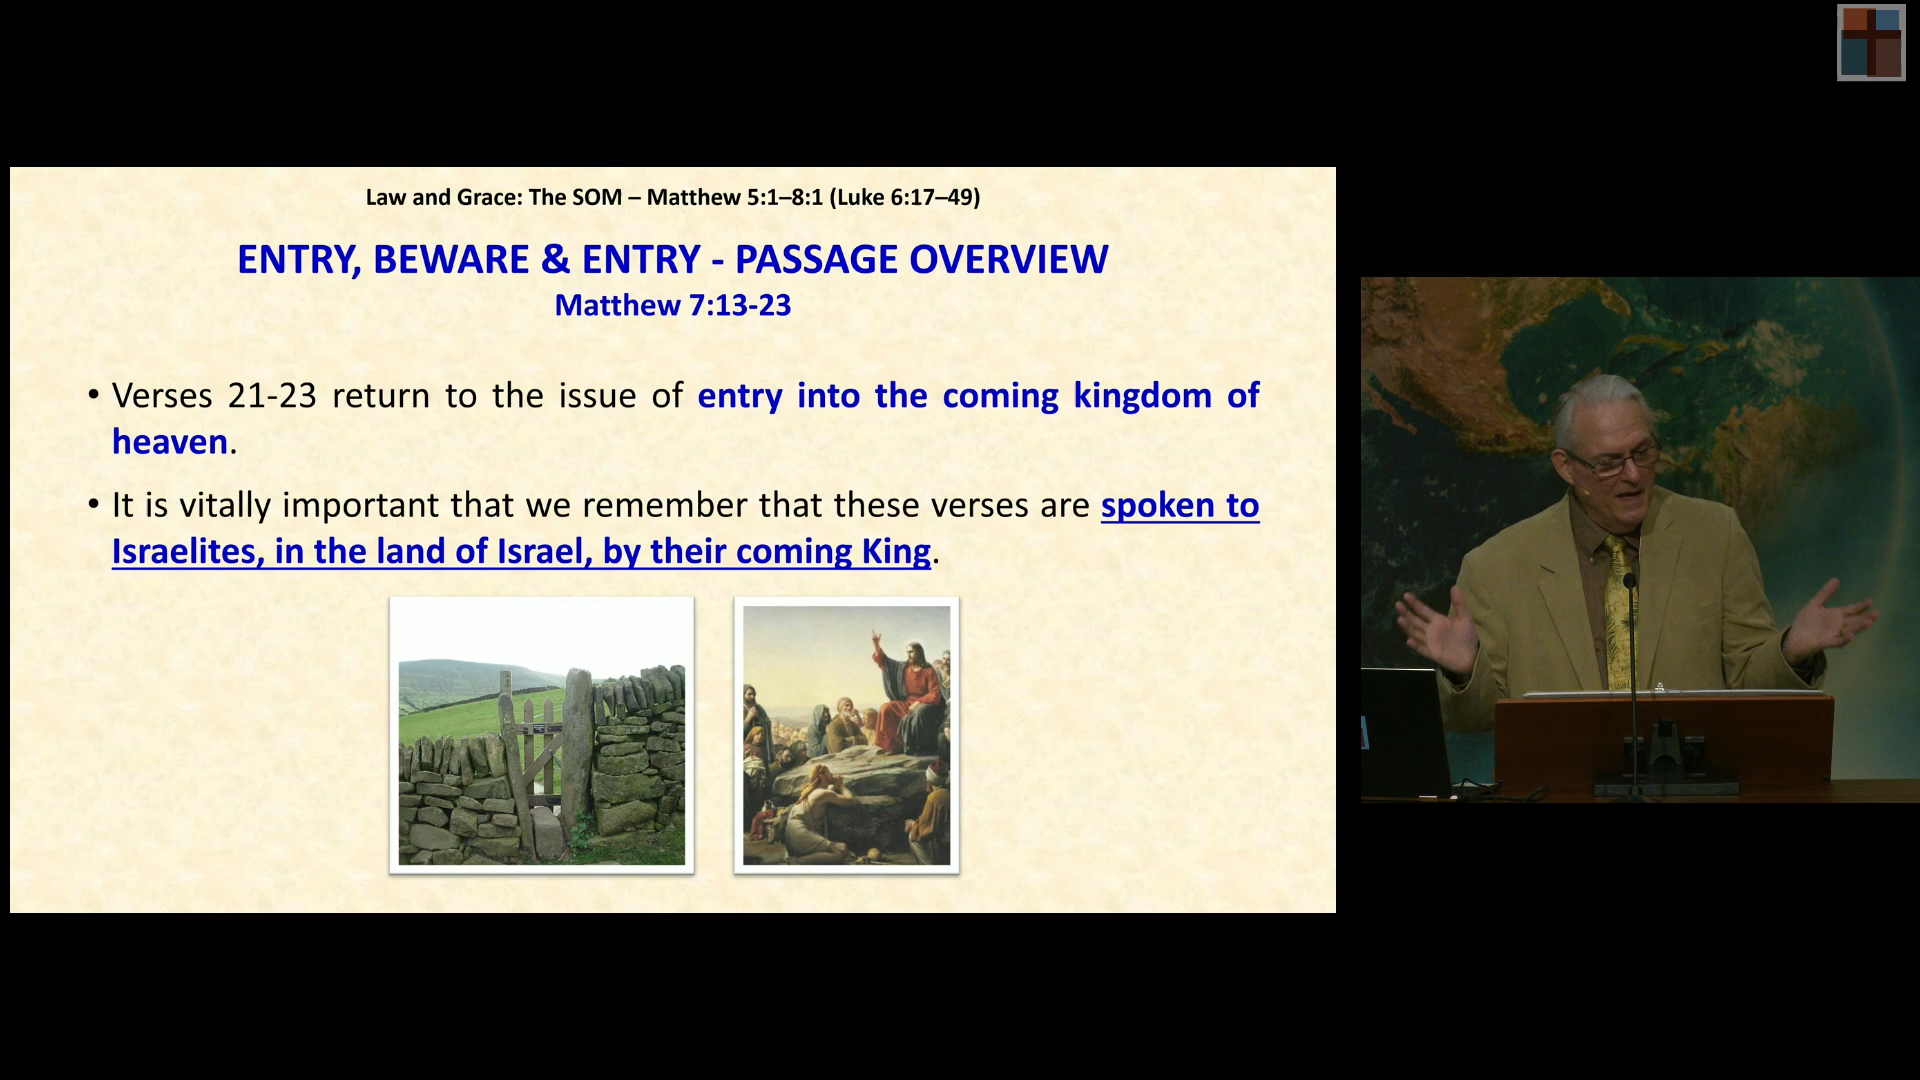 Law and Grace: The SOM – Matthew 5:1–8:1 (Luke 6:17–49)
ENTRY, BEWARE & ENTRY - PASSAGE OVERVIEW
Matthew 7:13-23
• Verses 21-23 return to the issue of entry into the coming kingdom of
heaven.
• It is vitally important that we remember that these verses are spoken to
Israelites, in the land of Israel, by their coming King.